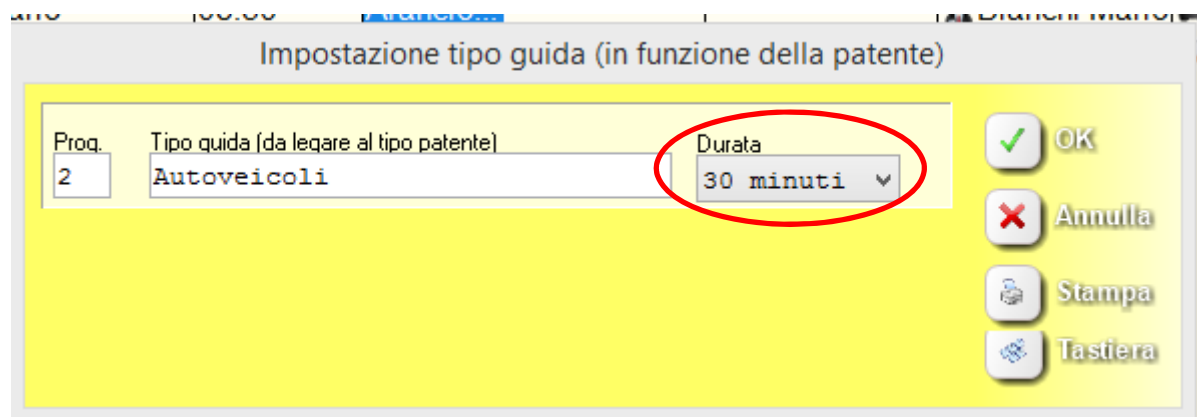 Impostazione tipo guida (in funzione della patente)
Prog. Tipo guida (da legare al tipo patente) Durata
2 Autoveicoli 30 minuti
OK
Annulla
Stampa
Tastiera